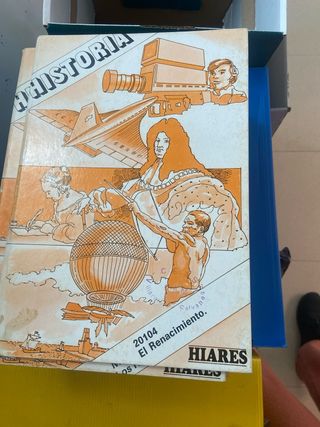 HISTORIA
20104
El Renacimiento.
HIARES
HIARES